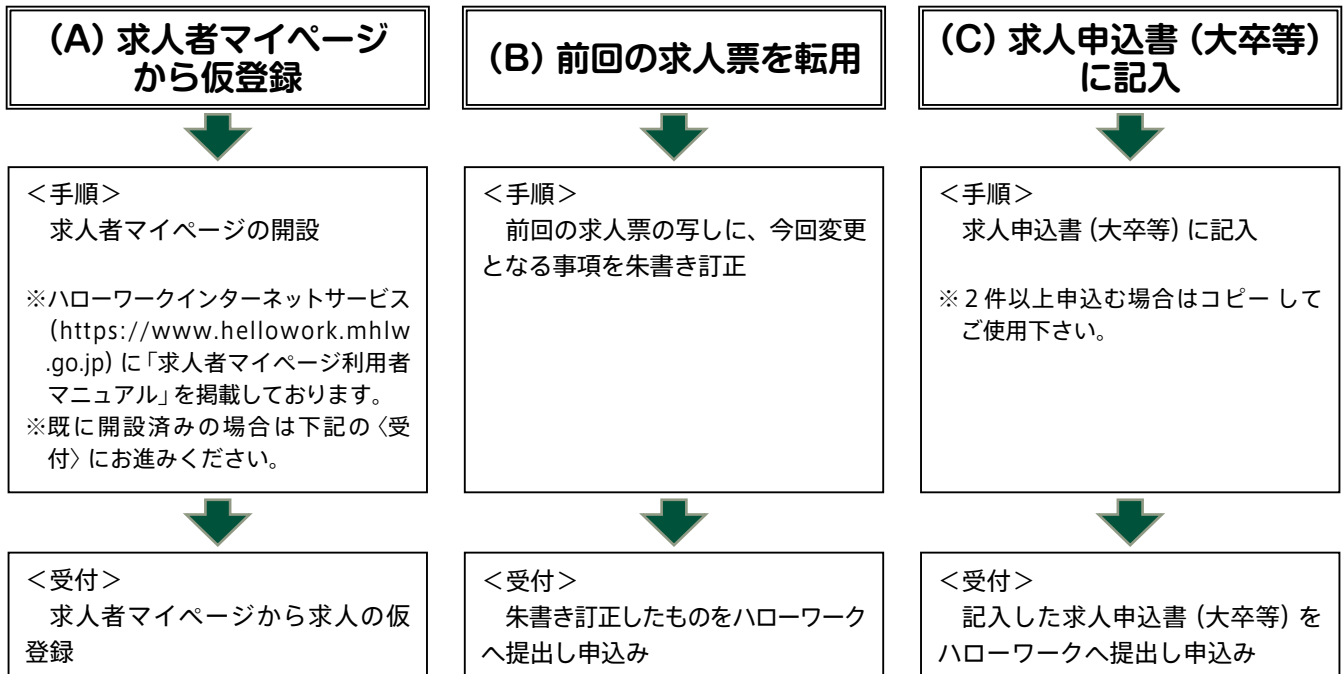 (A) 求人者マイページ
から仮登録
<手順>
求人者マイページの開設
※ハローワークインターネットサービス
(https://www.hellowork.mhlw
.go.jp) に「求人者マイページ利用者
マニュアル」を掲載しております。
※既に開設済みの場合は下記の〈受
付〉にお進みください。
<受付>
求人者マイページから求人の仮
登録
(B) 前回の求人票を転用
<手順>
前回の求人票の写しに、今回変更
となる事項を朱書き訂正
<受付>
朱書き訂正したものをハローワーク
へ提出し申込み
(C) 求人申込書 (大卒等)
に記入
<手順>
求人申込書 (大卒等) に記入
※2件以上申込む場合はコピー して
ご使用下さい。
<受付>
記入した求人申込書 (大卒等) を
ハローワークへ提出し申込み